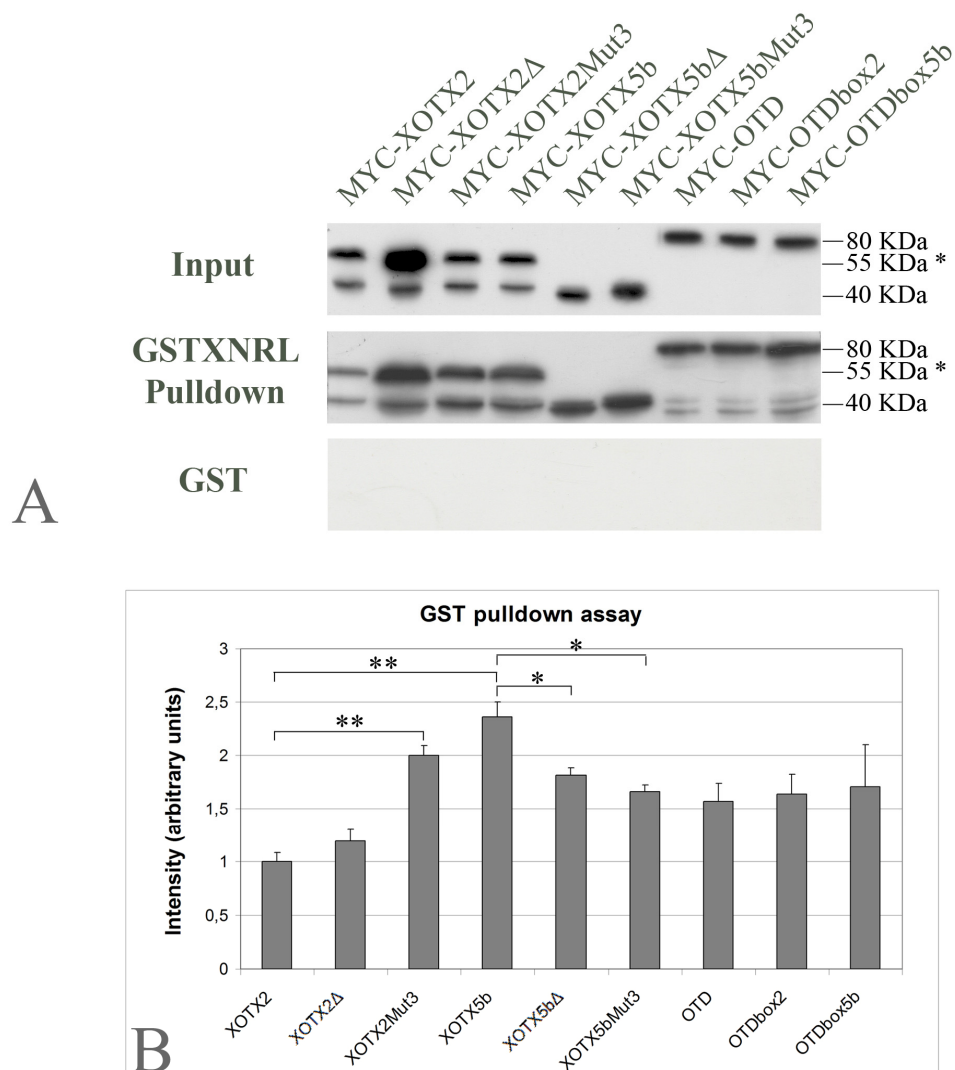 MYC-XOTX2
MYC-XOTX2Δ
MYC-XOTX2Mut3
MYC-XOTX5b
MYC-XOTX5bΔ
MYC-XOTX5bMut3
MYC-OTD
MYC-OTDbox2
MYC-OTDbox5b
Input
80 KDa
55 KDa *
40 KDa
GSTXNRL
Pulldown
80 KDa
55 KDa *
40 KDa
GST
A
GST pulldown assay
Intensity (arbitrary units)
3
2,5
2
1,5
1
0,5
0
**
**
*
*
XOTX2
XOTX2Δ
XOTX2Mut3
XOTX5b
XOTX5bΔ
XOTX5bMut3
OTD
OTDbox2
OTDbox5b
B